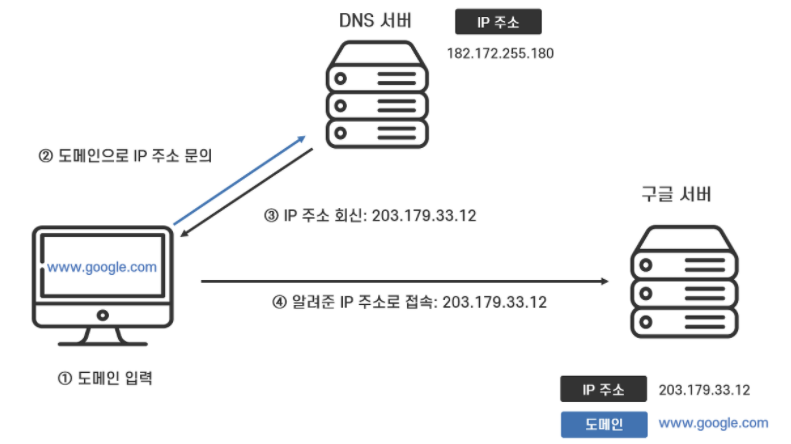 DNS 서버
IP 주소
182.172.255.180
② 도메인으로 IP 주소 문의
③ IP 주소 회신: 203.179.33.12
구글 서버
www.google.com
④ 알려준 IP 주소로 접속: 203.179.33.12
① 도메인 입력
IP 주소 203.179.33.12
도메인 www.google.com